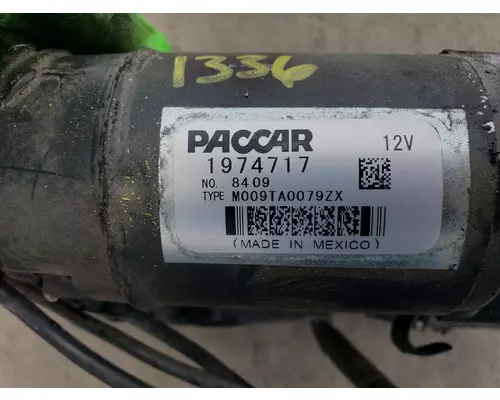 1336
PACCAR 12V
1974717
NO. 8409
TYPE M009TA0079ZX
(MADE IN MEXICO)